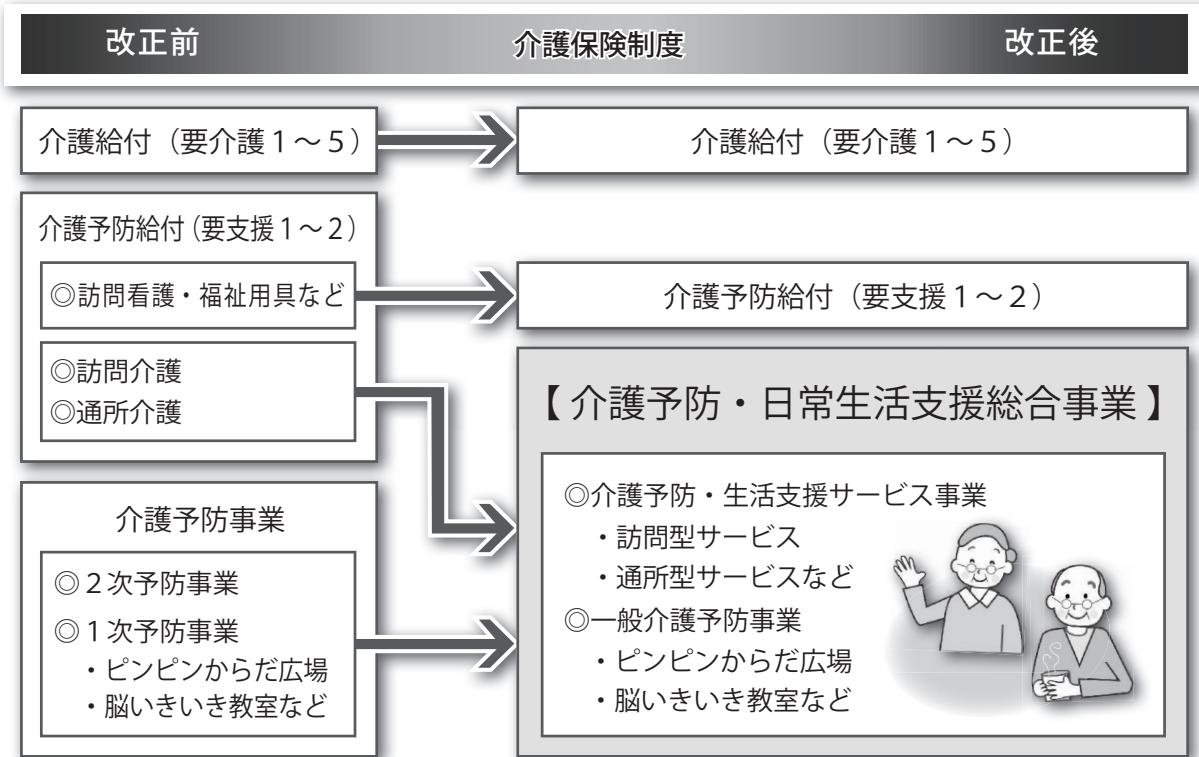 改正前
介護保険制度
改正後
介護給付（要介護１～５）
介護給付（要介護１～５）
介護予防給付（要支援１～２）
◎訪問看護・福祉用具など
介護予防給付（要支援１～２）
◎訪問介護
◎通所介護
【介護予防・日常生活支援総合事業】
◎介護予防・生活支援サービス事業
・訪問型サービス
・通所型サービスなど
◎一般介護予防事業
・ピンピンからだ広場
・脳いきいき教室など
介護予防事業
◎２次予防事業
◎１次予防事業
・ピンピンからだ広場
・脳いきいき教室など